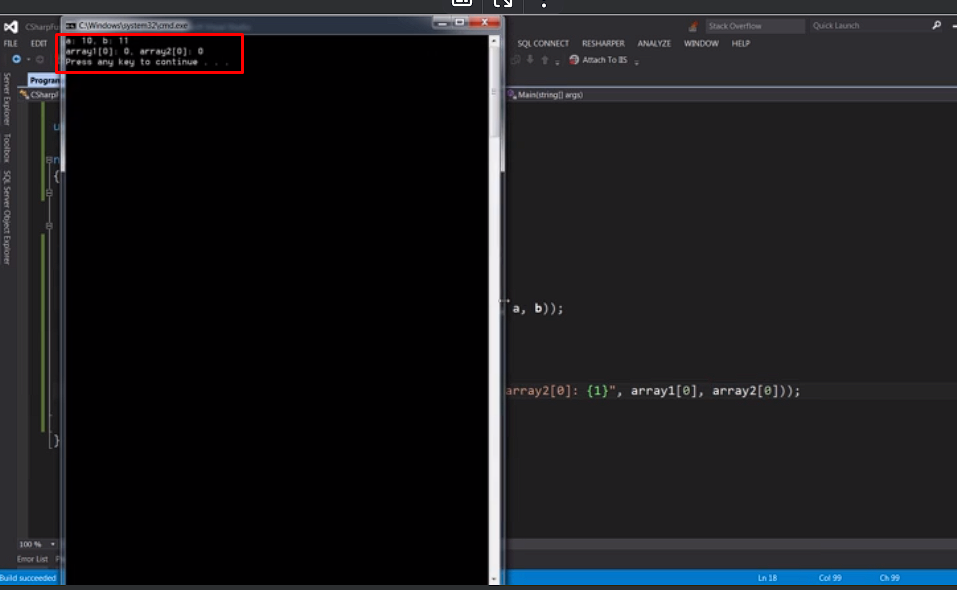 C:\Windows\system32\cmd.exe
Stack Overflow
Quick Launch
FILE EDIT
SQL CONNECT RESHARPER ANALYZE WINDOW HELP
Attach To IIS
a: 10, b: 11
array1[0]: 0, array2[0]: 0
Press any key to continue . . .
Main(string[] args)
Server Explorer
Toolbox
SQL Server Object Explorer
{
a, b));
array2[0]: {1}", array1[0], array2[0]));
}
100 %
Error List
Build succeeded
Ln 18 Col 99 Ch 99